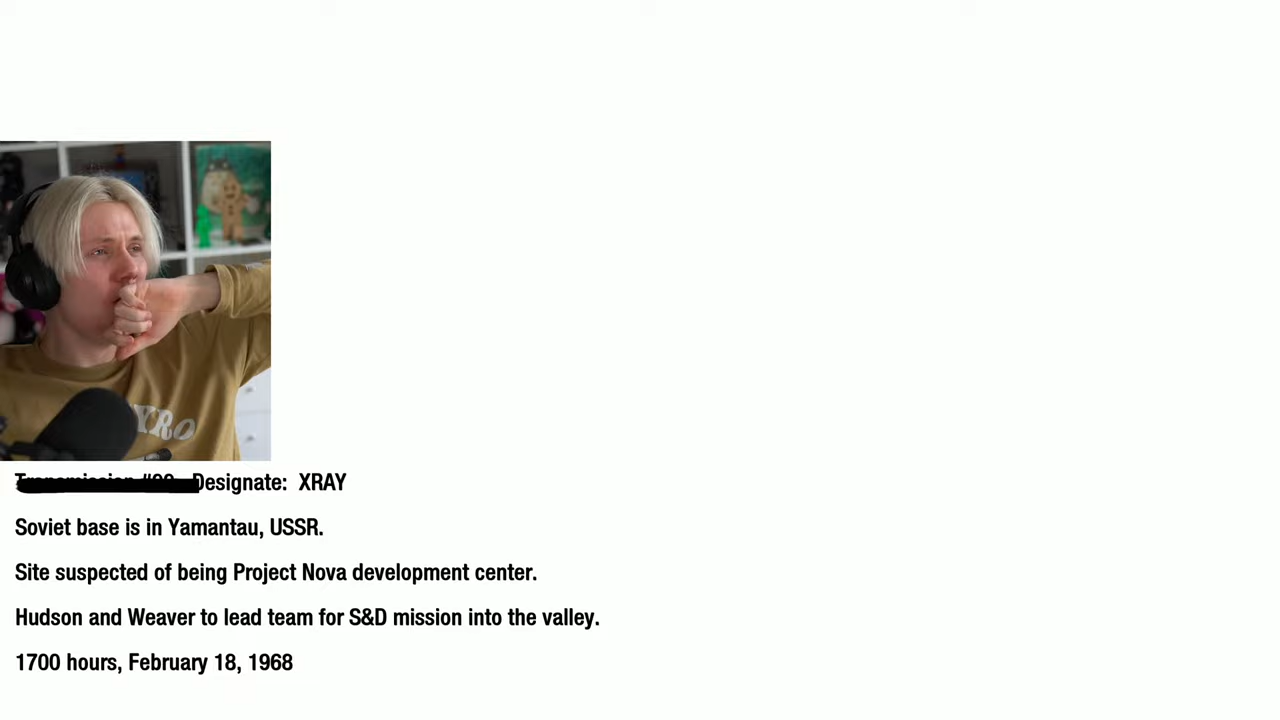 YRO
Designate: XRAY
Soviet base is in Yamantau, USSR.
Site suspected of being Project Nova development center.
Hudson and Weaver to lead team for S&D mission into the valley.
1700 hours, February 18, 1968